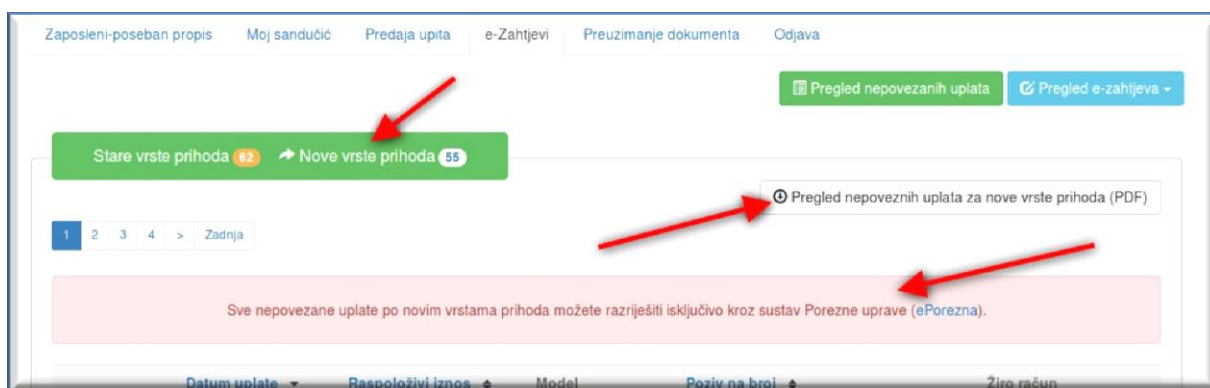 Zaposleni-poseban propis Moj sandučić Predaja upita e-Zahtjevi Preuzimanje dokumenta Odjava
Pregled nepovezanih uplata Pregled e-zahtjeva
Stare vrste prihoda 62 Nove vrste prihoda 55
Pregled nepoveznih uplata za nove vrste prihoda (PDF)
1 2 3 4 > Zadnja
Sve nepovezane uplate po novim vrstama prihoda možete razriješiti isključivo kroz sustav Porezne uprave (ePorezna).
Datum uplate Raspoloživi iznos Model Poziv na broj Žiro račun